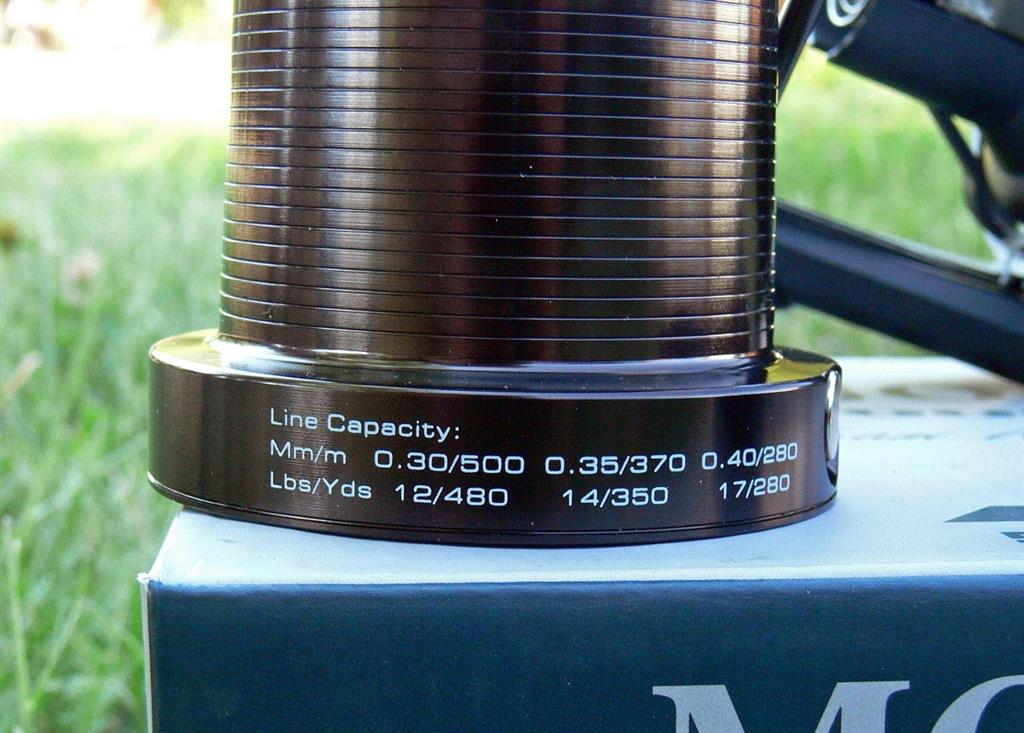 Line Capacity:
Mm/m 0.30/500 0.35/370 0.40/280
Lbs/Yds 12/480 14/350 17/280